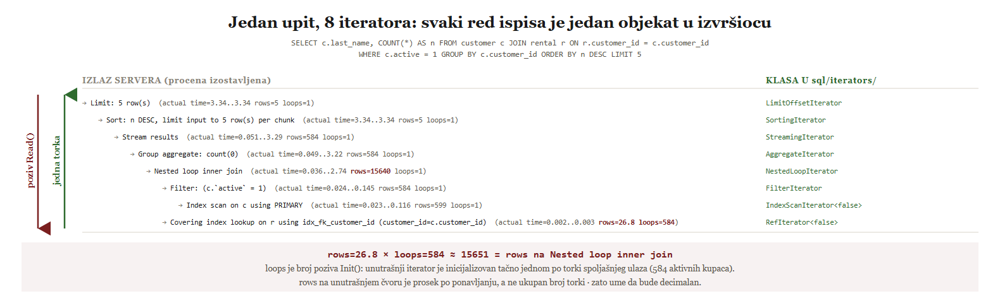 Jedan upit, 8 iteratora: svaki red ispisa je jedan objekat u izvršiocu
SELECT c.last_name, COUNT(*) AS n FROM customer c JOIN rental r ON r.customer_id = c.customer_id
WHERE c.active = 1 GROUP BY c.customer_id ORDER BY n DESC LIMIT 5
IZLAZ SERVERA (procena izostavljena)
KLASA U sql/iterators/
poziv Read()
jedna torka
→ Limit: 5 row(s) (actual time=3.34..3.34 rows=5 loops=1)
LimitOffsetIterator
→ Sort: n DESC, limit input to 5 row(s) per chunk (actual time=3.34..3.34 rows=5 loops=1)
SortingIterator
→ Stream results (actual time=0.051..3.29 rows=584 loops=1)
StreamingIterator
→ Group aggregate: count(0) (actual time=0.049..3.22 rows=584 loops=1)
AggregateIterator
→ Nested loop inner join (actual time=0.036..2.74 rows=15640 loops=1)
NestedLoopIterator
→ Filter: (c.`active` = 1) (actual time=0.024..0.145 rows=584 loops=1)
FilterIterator
→ Index scan on c using PRIMARY (actual time=0.023..0.116 rows=599 loops=1)
IndexScanIterator<false>
→ Covering index lookup on r using idx_fk_customer_id (customer_id=c.customer_id) (actual time=0.002..0.003 rows=26.8 loops=584)
RefIterator<false>
rows=26.8 × loops=584 ≈ 15651 = rows na Nested loop inner join
loops je broj poziva Init(): unutrašnji iterator je inicijalizovan tačno jednom po torki spoljašnjeg ulaza (584 aktivnih kupaca).
rows na unutrašnjem čvoru je prosek po ponavljanju, a ne ukupan broj torki · zato ume da bude decimalan.